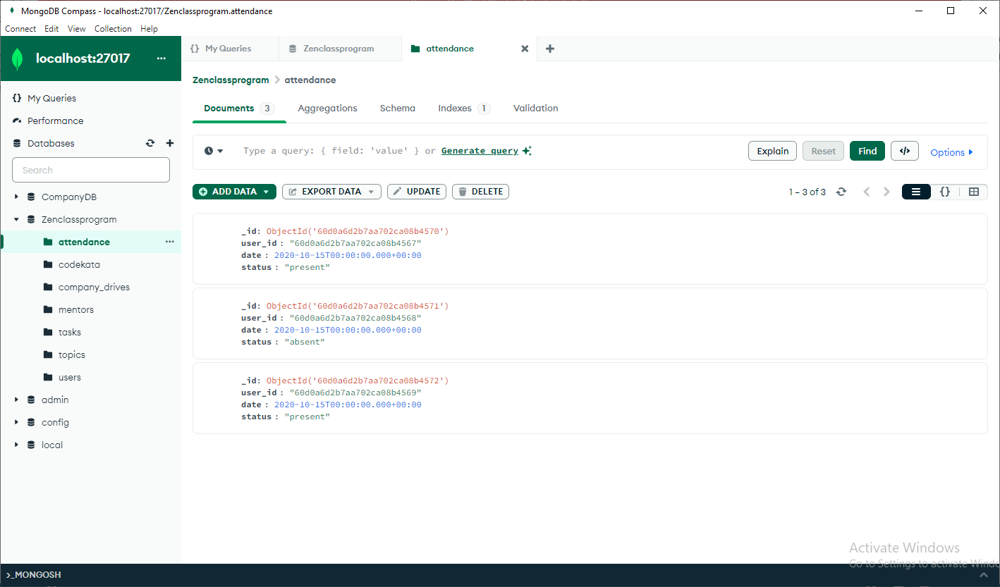 MongoDB Compass - localhost:27017/Zenclassprogram.attendance
Connect Edit View Collection Help
localhost:27017 ...
{} My Queries
Performance
Databases
Search
CompanyDB
Zenclassprogram
attendance ...
codekata
company_drives
mentors
tasks
topics
users
admin
config
local
{} My Queries Zenclassprogram attendance
Zenclassprogram > attendance
Documents 3 Aggregations Schema Indexes 1 Validation
Type a query: { field: 'value' } or Generate query
Explain Reset Find </> Options
ADD DATA EXPORT DATA UPDATE DELETE
1 – 3 of 3 {}
_id: ObjectId('60d0a6d2b7aa702ca08b4570')
user_id : "60d0a6d2b7aa702ca08b4567"
date : 2020-10-15T00:00:00.000+00:00
status : "present"
_id: ObjectId('60d0a6d2b7aa702ca08b4571')
user_id : "60d0a6d2b7aa702ca08b4568"
date : 2020-10-15T00:00:00.000+00:00
status : "absent"
_id: ObjectId('60d0a6d2b7aa702ca08b4572')
user_id : "60d0a6d2b7aa702ca08b4569"
date : 2020-10-15T00:00:00.000+00:00
status : "present"
Activate Windows
Go to Settings to activate Windo
>_MONGOSH